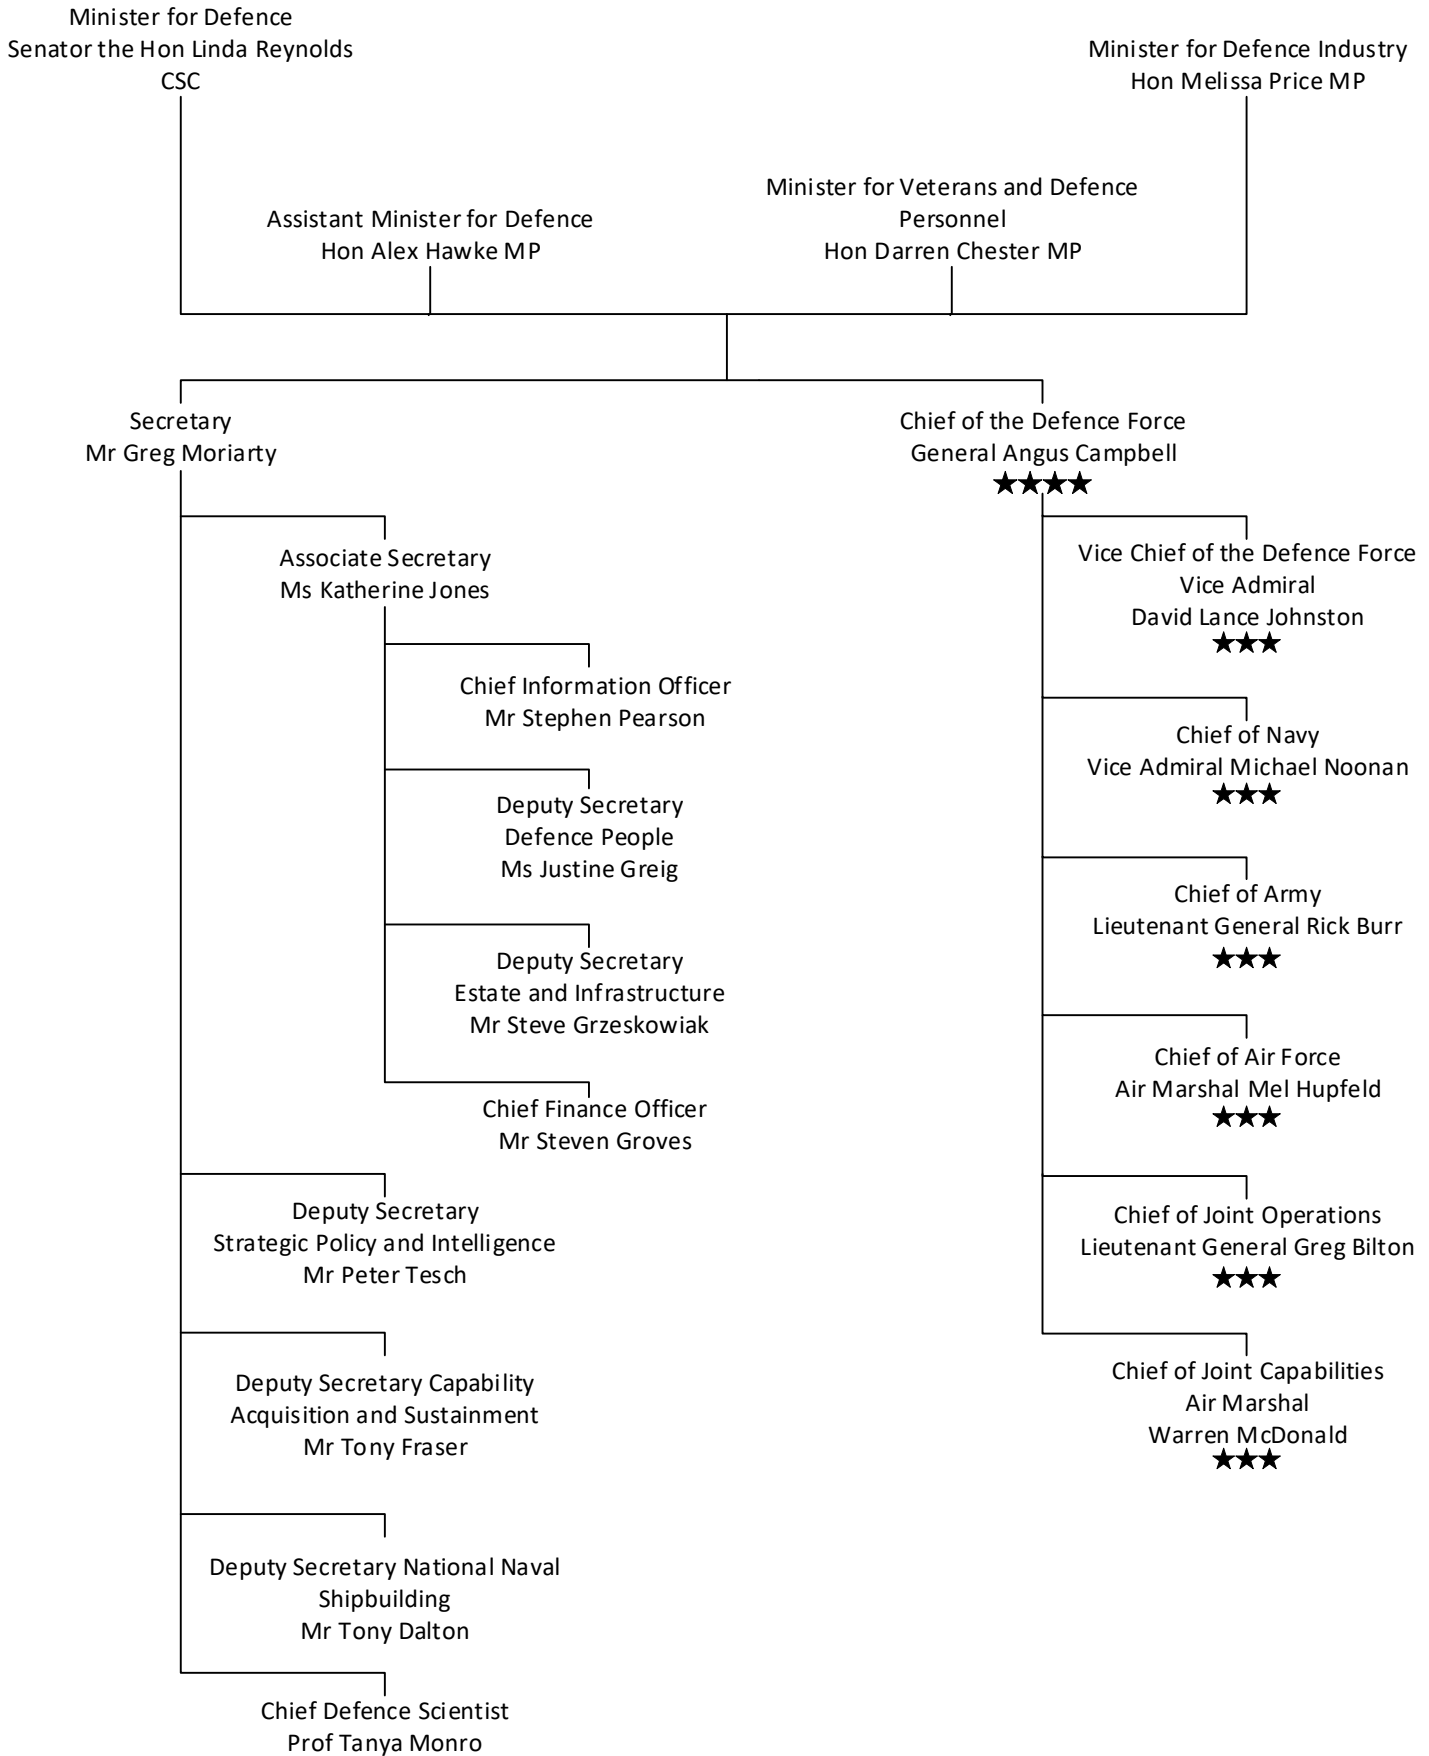 Minister for Defence
Senator the Hon Linda Reynolds
CSC
Minister for Defence Industry
Hon Melissa Price MP
Assistant Minister for Defence
Hon Alex Hawke MP
Minister for Veterans and Defence
Personnel
Hon Darren Chester MP
Secretary
Mr Greg Moriarty
Associate Secretary
Ms Katherine Jones
Chief Information Officer
Mr Stephen Pearson
Deputy Secretary
Defence People
Ms Justine Greig
Deputy Secretary
Estate and Infrastructure
Mr Steve Grzeskowiak
Chief Finance Officer
Mr Steven Groves
Deputy Secretary
Strategic Policy and Intelligence
Mr Peter Tesch
Deputy Secretary Capability
Acquisition and Sustainment
Mr Tony Fraser
Deputy Secretary National Naval
Shipbuilding
Mr Tony Dalton
Chief Defence Scientist
Prof Tanya Monro
Chief of the Defence Force
General Angus Campbell
★★★★
Vice Chief of the Defence Force
Vice Admiral
David Lance Johnston
★★★
Chief of Navy
Vice Admiral Michael Noonan
★★★
Chief of Army
Lieutenant General Rick Burr
★★★
Chief of Air Force
Air Marshal Mel Hupfeld
★★★
Chief of Joint Operations
Lieutenant General Greg Bilton
★★★
Chief of Joint Capabilities
Air Marshal
Warren McDonald
★★★